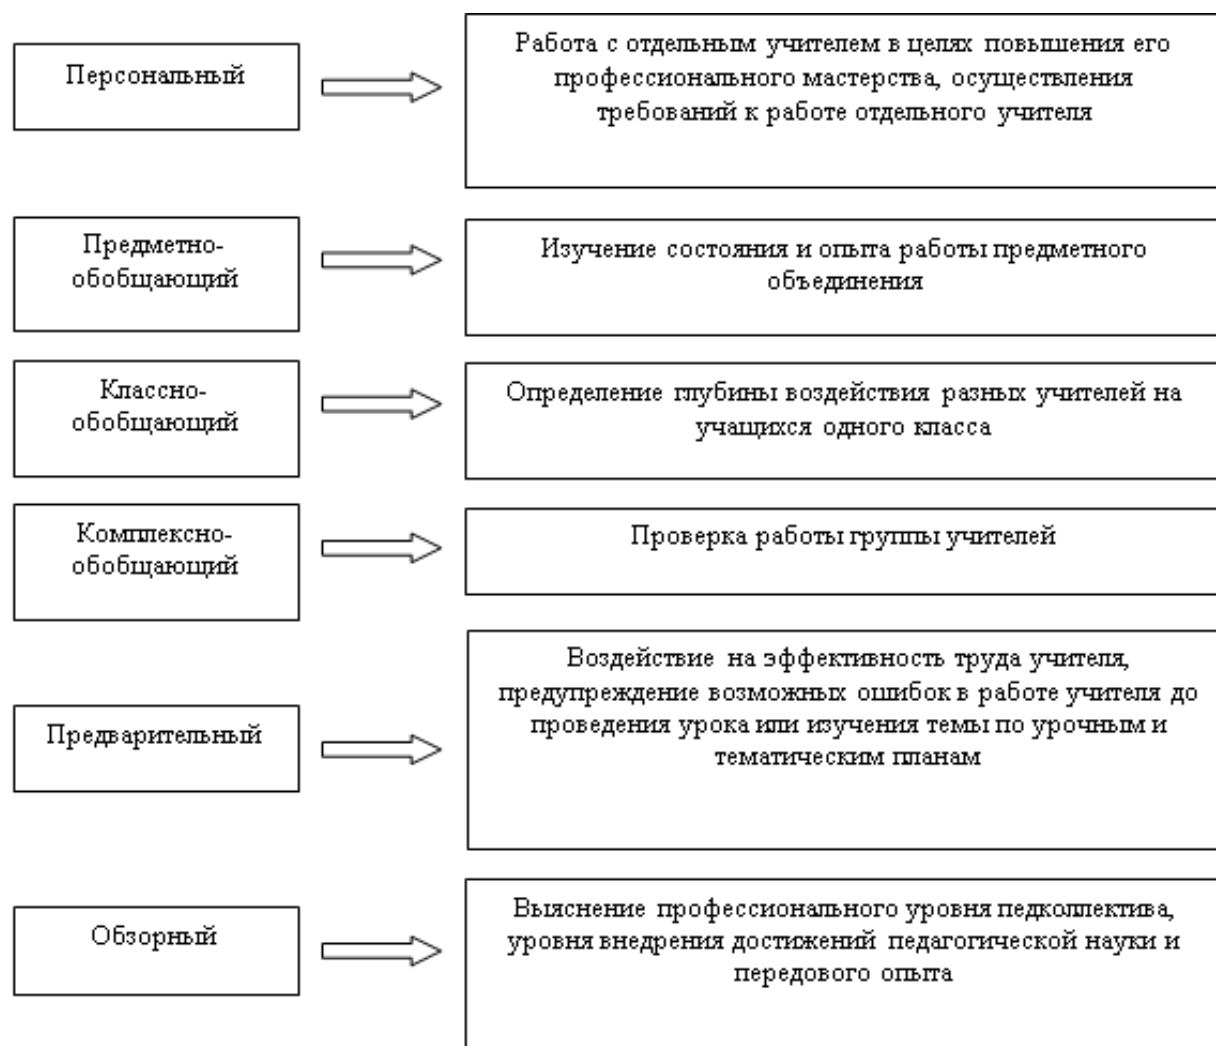 Персональный
Работа с отдельным учителем в целях повышения его
профессионального мастерства, осуществления
требований к работе отдельного учителя
Предметно-
обобщающий
Изучение состояния и опыта работы предметного
объединения
Классно-
обобщающий
Определение глубины воздействия разных учителей на
учащихся одного класса
Комплексно-
обобщающий
Проверка работы группы учителей
Предварительный
Воздействие на эффективность труда учителя,
предупреждение возможных ошибок в работе учителя до
проведения урока или изучения темы по урочным и
тематическим планам
Обзорный
Выяснение профессионального уровня педколлектива,
уровня внедрения достижений педагогической науки и
передового опыта